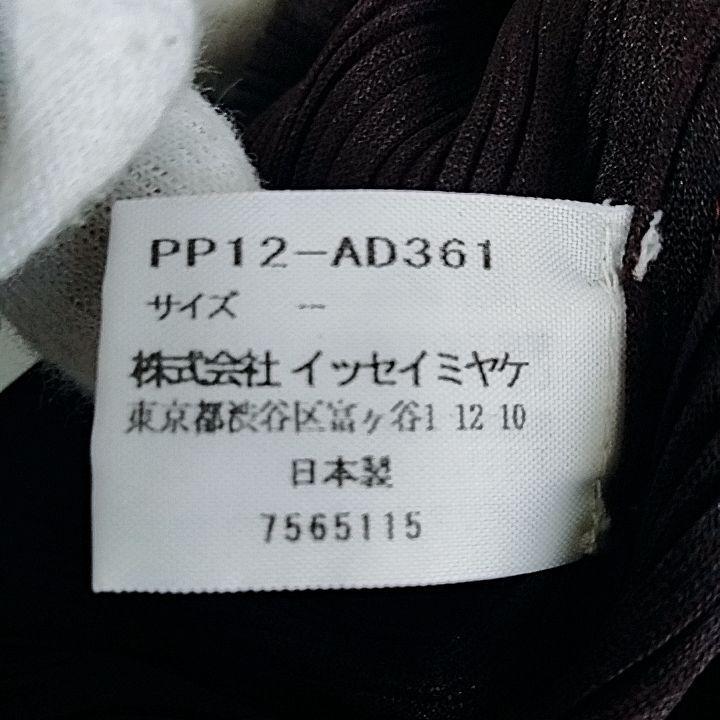 PP12-AD361
サイズ --
株式会社 イッセイミヤケ
東京都渋谷区富ヶ谷1 12 10
日本製
7565115